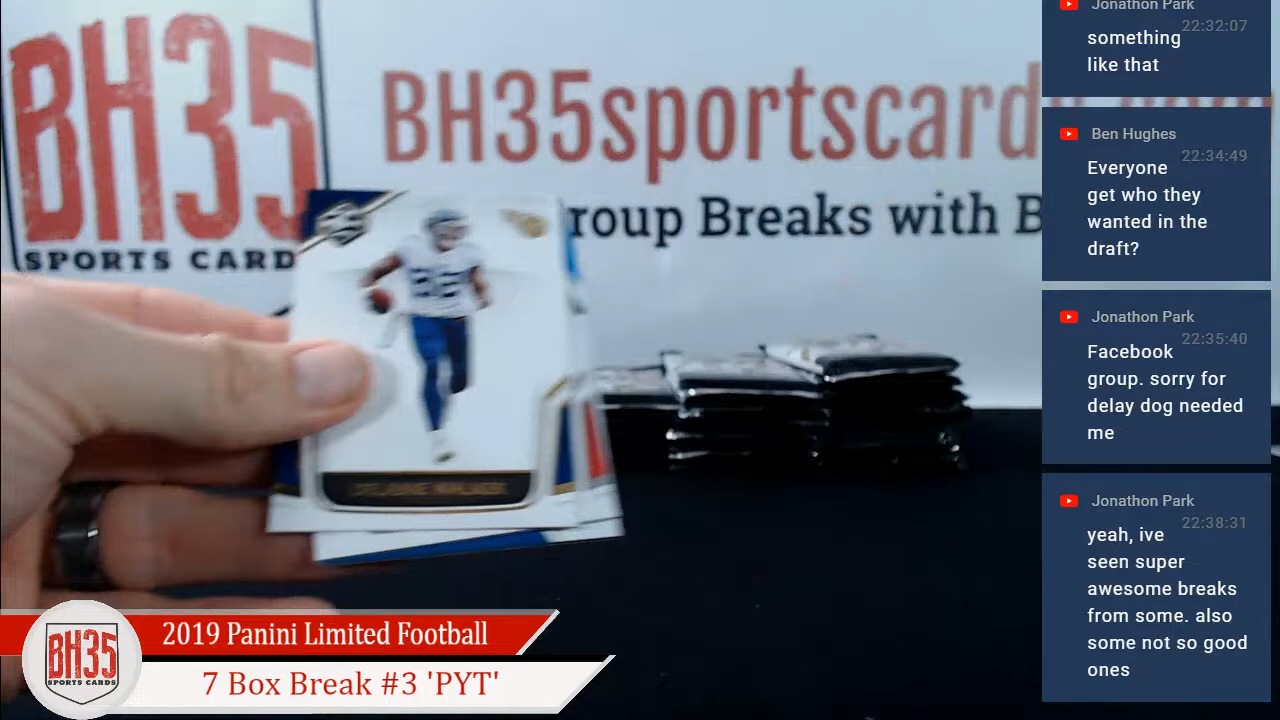 BH35
SPORTS CARD
BH35sportscard
roup Breaks with B
Jonathon Park
22:32:07
something
like that
Ben Hughes
22:34:49
Everyone
get who they
wanted in the
draft?
Jonathon Park
22:35:40
Facebook
group. sorry for
delay dog needed
me
Jonathon Park
22:38:31
yeah, ive
seen super
awesome breaks
from some. also
some not so good
ones
BH35
SPORTS CARDS
2019 Panini Limited Football
7 Box Break #3 'PYT'